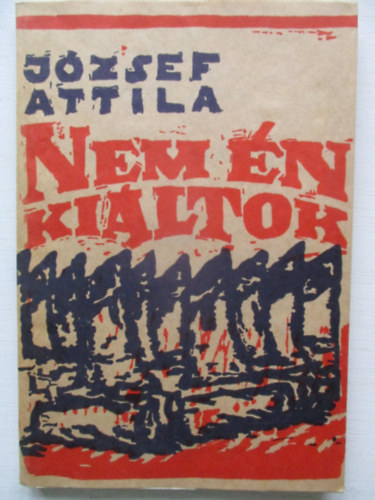 JÓZSEF
ATTILA
NEM ÉN
KIÁLTOK